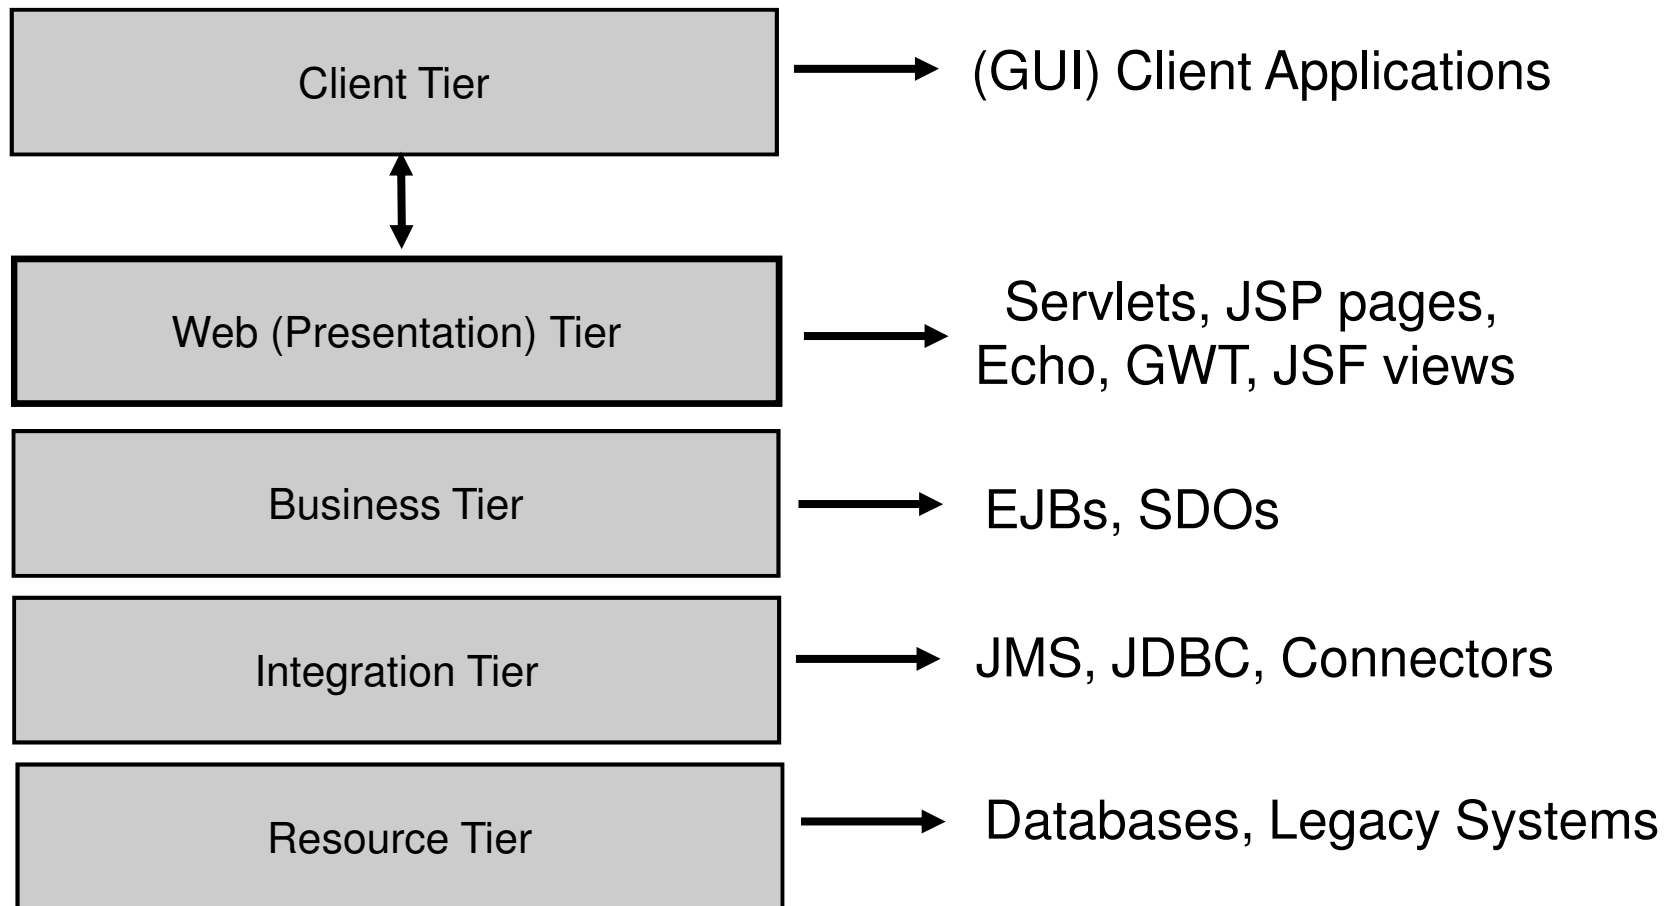 Client Tier
(GUI) Client Applications
Web (Presentation) Tier
Servlets, JSP pages,
Echo, GWT, JSF views
Business Tier
EJBs, SDOs
Integration Tier
JMS, JDBC, Connectors
Resource Tier
Databases, Legacy Systems